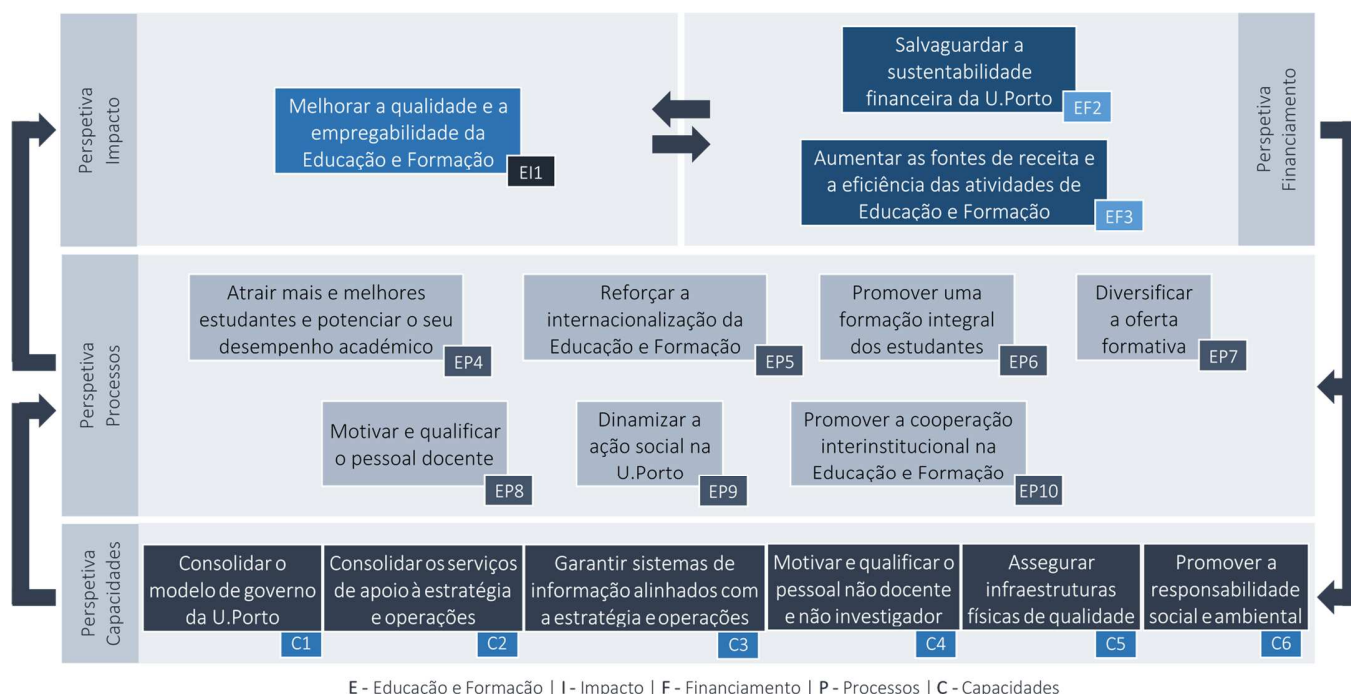 Perspetiva
Impacto
Melhorar a qualidade e a
empregabilidade da
Educação e Formação
EI1
Salvaguardar a
sustentabilidade
financeira da U.Porto
EF2
Aumentar as fontes de receita e
a eficiência das atividades de
Educação e Formação
EF3
Perspetiva
Financiamento
Perspetiva
Processos
Atrair mais e melhores
estudantes e potenciar o seu
desempenho académico
EP4
Reforçar a
internacionalização da
Educação e Formação
EP5
Promover uma
formação integral
dos estudantes
EP6
Diversificar
a oferta
formativa
EP7
Motivar e qualificar
o pessoal docente
EP8
Dinamizar a
ação social na
U.Porto
EP9
Promover a cooperação
interinstitucional na
Educação e Formação
EP10
Perspetiva
Capacidades
Consolidar o
modelo de governo
da U.Porto
C1
Consolidar os serviços
de apoio à estratégia
e operações
C2
Garantir sistemas de
informação alinhados com
a estratégia e operações
C3
Motivar e qualificar o
pessoal não docente
e não investigador
C4
Assegurar
infraestruturas
físicas de qualidade
C5
Promover a
responsabilidade
social e ambiental
C6
E - Educação e Formação | I - Impacto | F - Financiamento | P - Processos | C - Capacidades